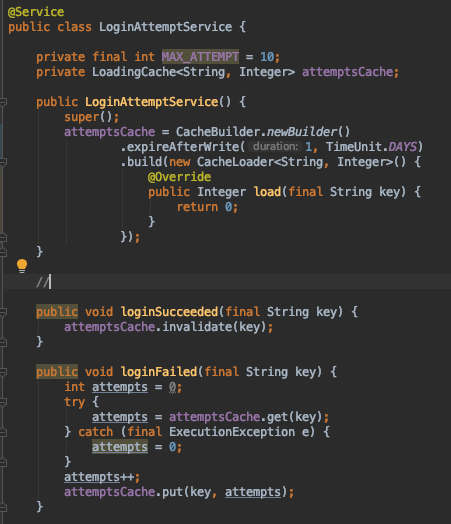 @Service
public class LoginAttemptService {
private final int MAX_ATTEMPT = 10;
private LoadingCache<String, Integer> attemptsCache;
public LoginAttemptService() {
super();
attemptsCache = CacheBuilder.newBuilder()
.expireAfterWrite( duration: 1, TimeUnit.DAYS)
.build(new CacheLoader<String, Integer>() {
@Override
public Integer load(final String key) {
return 0;
}
});
}
//
public void loginSucceeded(final String key) {
attemptsCache.invalidate(key);
}
public void loginFailed(final String key) {
int attempts = 0;
try {
attempts = attemptsCache.get(key);
} catch (final ExecutionException e) {
attempts = 0;
}
attempts++;
attemptsCache.put(key, attempts);
}